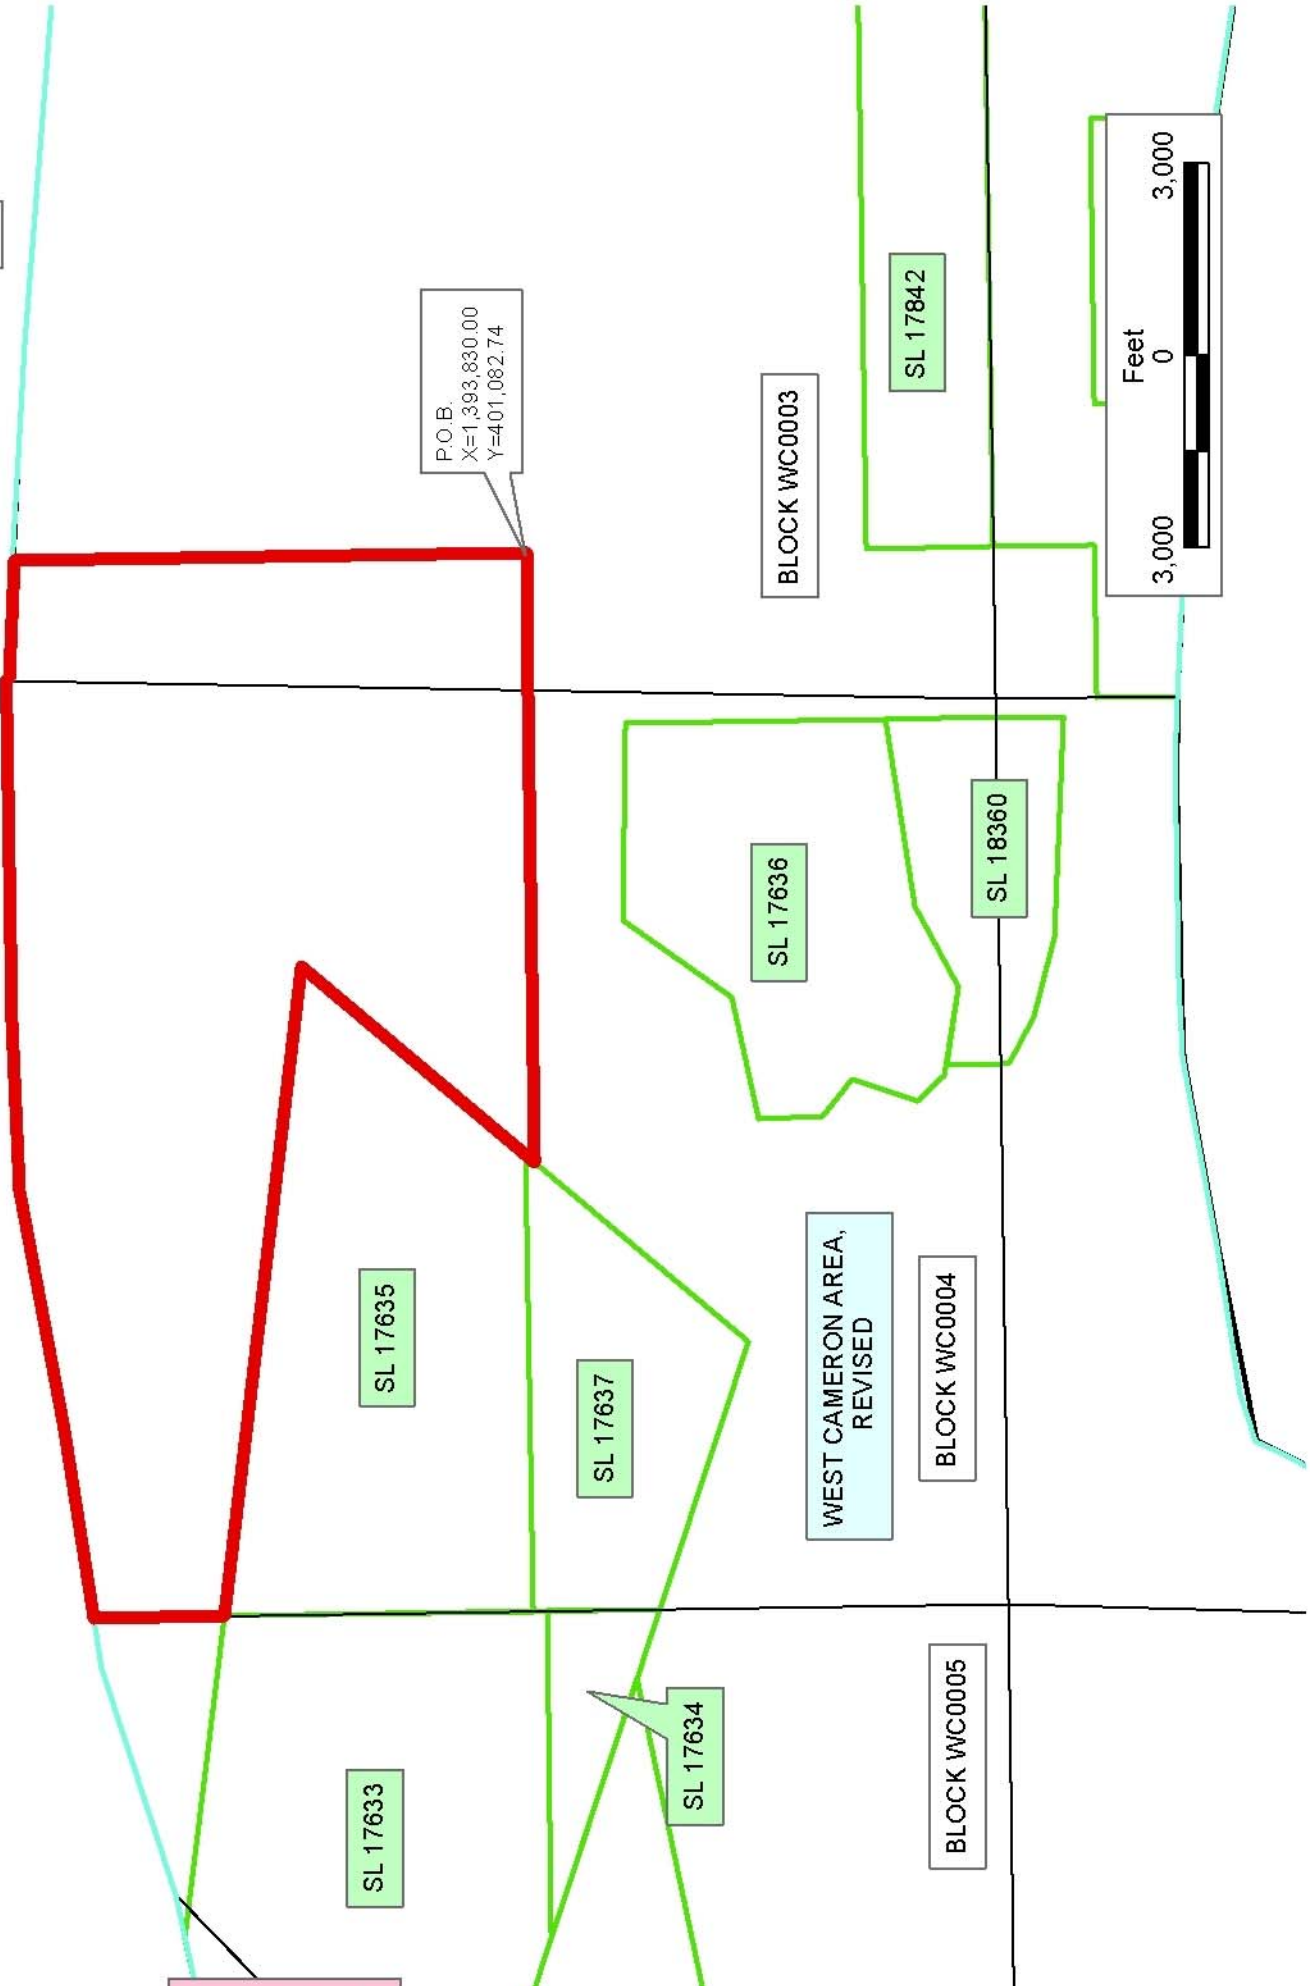 P.O.B.
X=1,393,830.00
Y=401,082.74
SL 17633
SL 17635
SL 17637
SL 17634
SL 17636
BLOCK WC0003
SL 17842
WEST CAMERON AREA,
REVISED
BLOCK WC0004
BLOCK WC0005
SL 18360
Feet
3,000 0 3,000